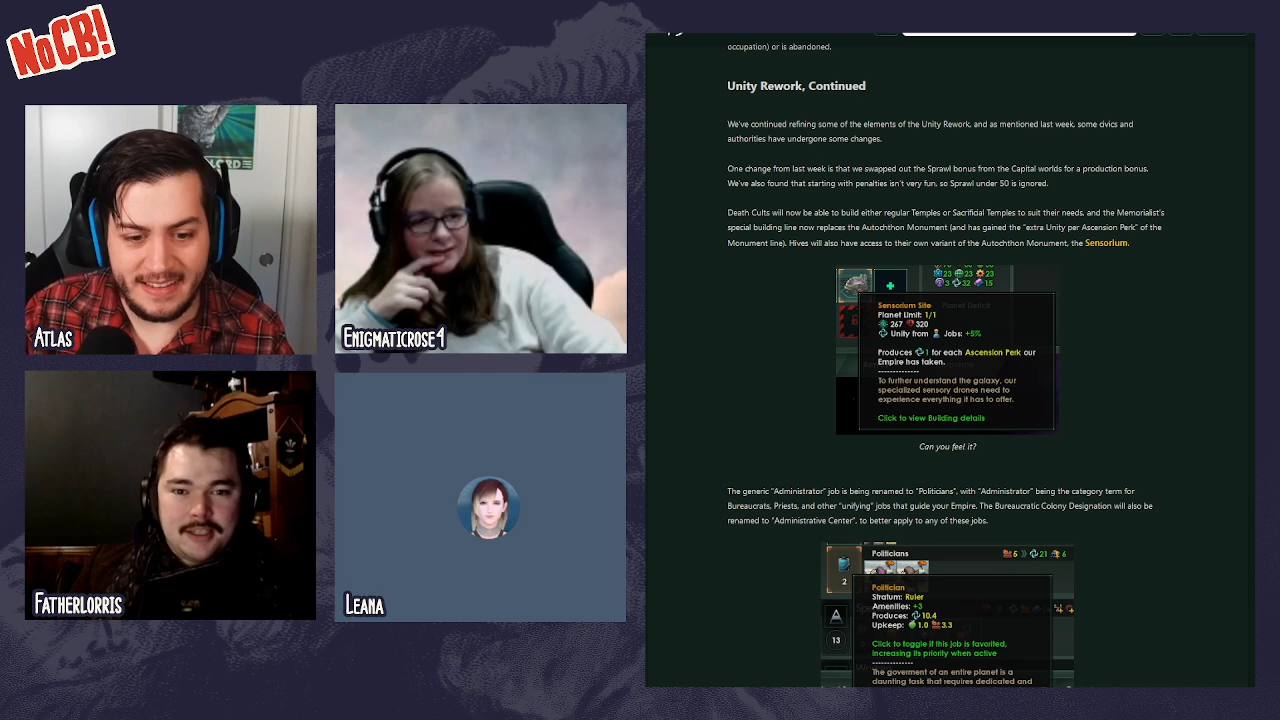 NoCB!
LORD
Atlas
Enigmaticrose4
Fatherlorris
Leana
occupation) or is abandoned.
Unity Rework, Continued
We've continued refining some of the elements of the Unity Rework, and as mentioned last week, some civics and
authorities have undergone some changes.
One change from last week is that we swapped out the Sprawl bonus from the Capital worlds for a production bonus.
We've also found that starting with penalties isn't very fun, so Sprawl under 50 is ignored.
Death Cults will now be able to build either regular Temples or Sacrificial Temples to suit their needs, and the Memorialist's
special building line now replaces the Autochthon Monument (and has gained the "extra Unity per Ascension Perk" of the
Monument line). Hives will also have access to their own variant of the Autochthon Monument, the Sensorium.
23 23 23
3 32 15
Sensorium Site
Planet Limit: 1/1
267 320
Unity from Jobs: +5%
Produces 1 for each Ascension Perk our
Empire has taken.
--------------
To further understand the galaxy, our
specialized sensory drones need to
experience everything it has to offer.
Click to view Building details
Can you feel it?
The generic "Administrator" job is being renamed to "Politicians", with "Administrator" being the category term for
Bureaucrats, Priests, and other "unifying" jobs that guide your Empire. The Bureaucratic Colony Designation will also be
renamed to "Administrative Center", to better apply to any of these jobs.
Politicians 5 21 6
2
Politician
Stratum: Ruler
Amenities: +3
Produces: 10.4
Upkeep: 1.0 3.3
13
Click to toggle if this job is favorited,
increasing its priority when active
--------------
The goverment of an entire planet is a
daunting task that requires dedicated and